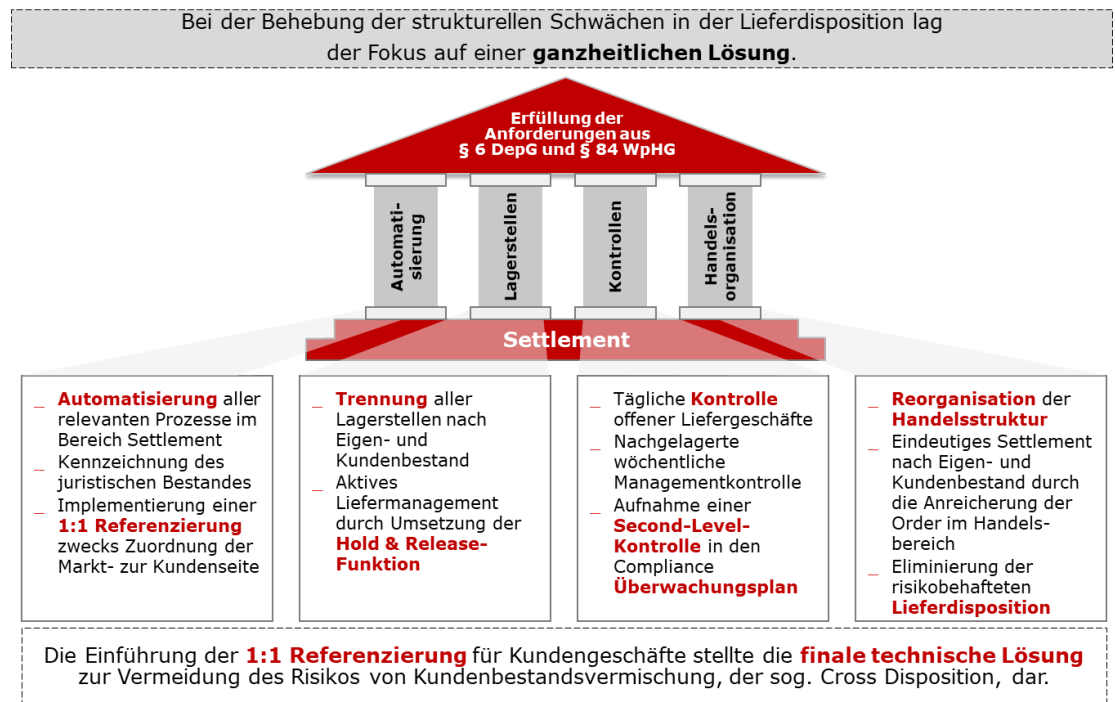 Bei der Behebung der strukturellen Schwächen in der Lieferdisposition lag
der Fokus auf einer ganzheitlichen Lösung.
Erfüllung der
Anforderungen aus
§ 6 DepG und § 84 WpHG
Automati-
sierung
Lagerstellen
Kontrollen
Handels-
organisation
Settlement
_ Automatisierung aller
relevanten Prozesse im
Bereich Settlement
_ Kennzeichnung des
juristischen Bestandes
_ Implementierung einer
1:1 Referenzierung
zwecks Zuordnung der
Markt- zur Kundenseite
_ Trennung aller
Lagerstellen nach
Eigen- und
Kundenbestand
_ Aktives
Liefermanagement
durch Umsetzung der
Hold & Release-
Funktion
_ Tägliche Kontrolle
offener Liefergeschäfte
_ Nachgelagerte
wöchentliche
Managementkontrolle
_ Aufnahme einer
Second-Level-
Kontrolle in den
Compliance
Überwachungsplan
_ Reorganisation der
Handelsstruktur
_ Eindeutiges Settlement
nach Eigen- und
Kundenbestand durch
die Anreicherung der
Order im Handels-
bereich
_ Eliminierung der
risikobehafteten
Lieferdisposition
Die Einführung der 1:1 Referenzierung für Kundengeschäfte stellte die finale technische Lösung
zur Vermeidung des Risikos von Kundenbestandsvermischung, der sog. Cross Disposition, dar.